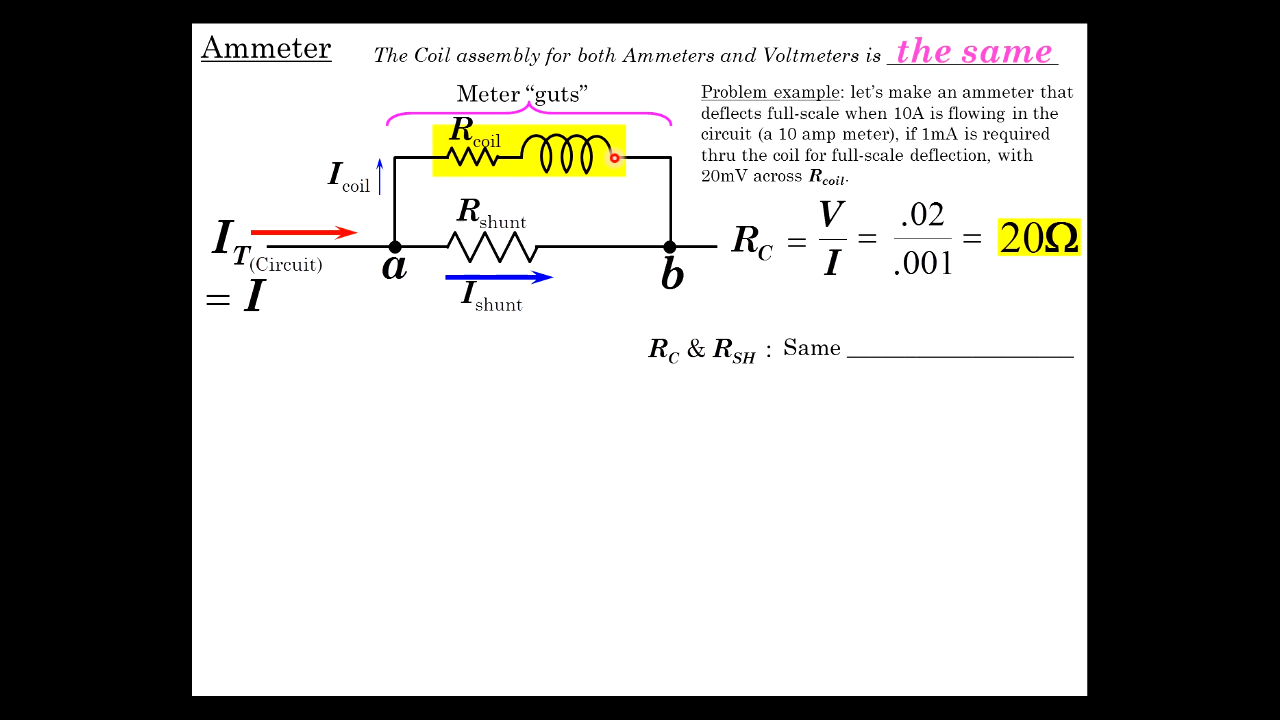 Ammeter
The Coil assembly for both Ammeters and Voltmeters is the same
Meter “guts”
Problem example: let’s make an ammeter that
deflects full-scale when 10A is flowing in the
circuit (a 10 amp meter), if 1mA is required
thru the coil for full-scale deflection, with
20mV across Rcoil.
Rcoil
Icoil
Rshunt
IT(Circuit)
= I
a
b
Ishunt
RC = V/I = .02/.001 = 20Ω
RC & RSH : Same ____________________